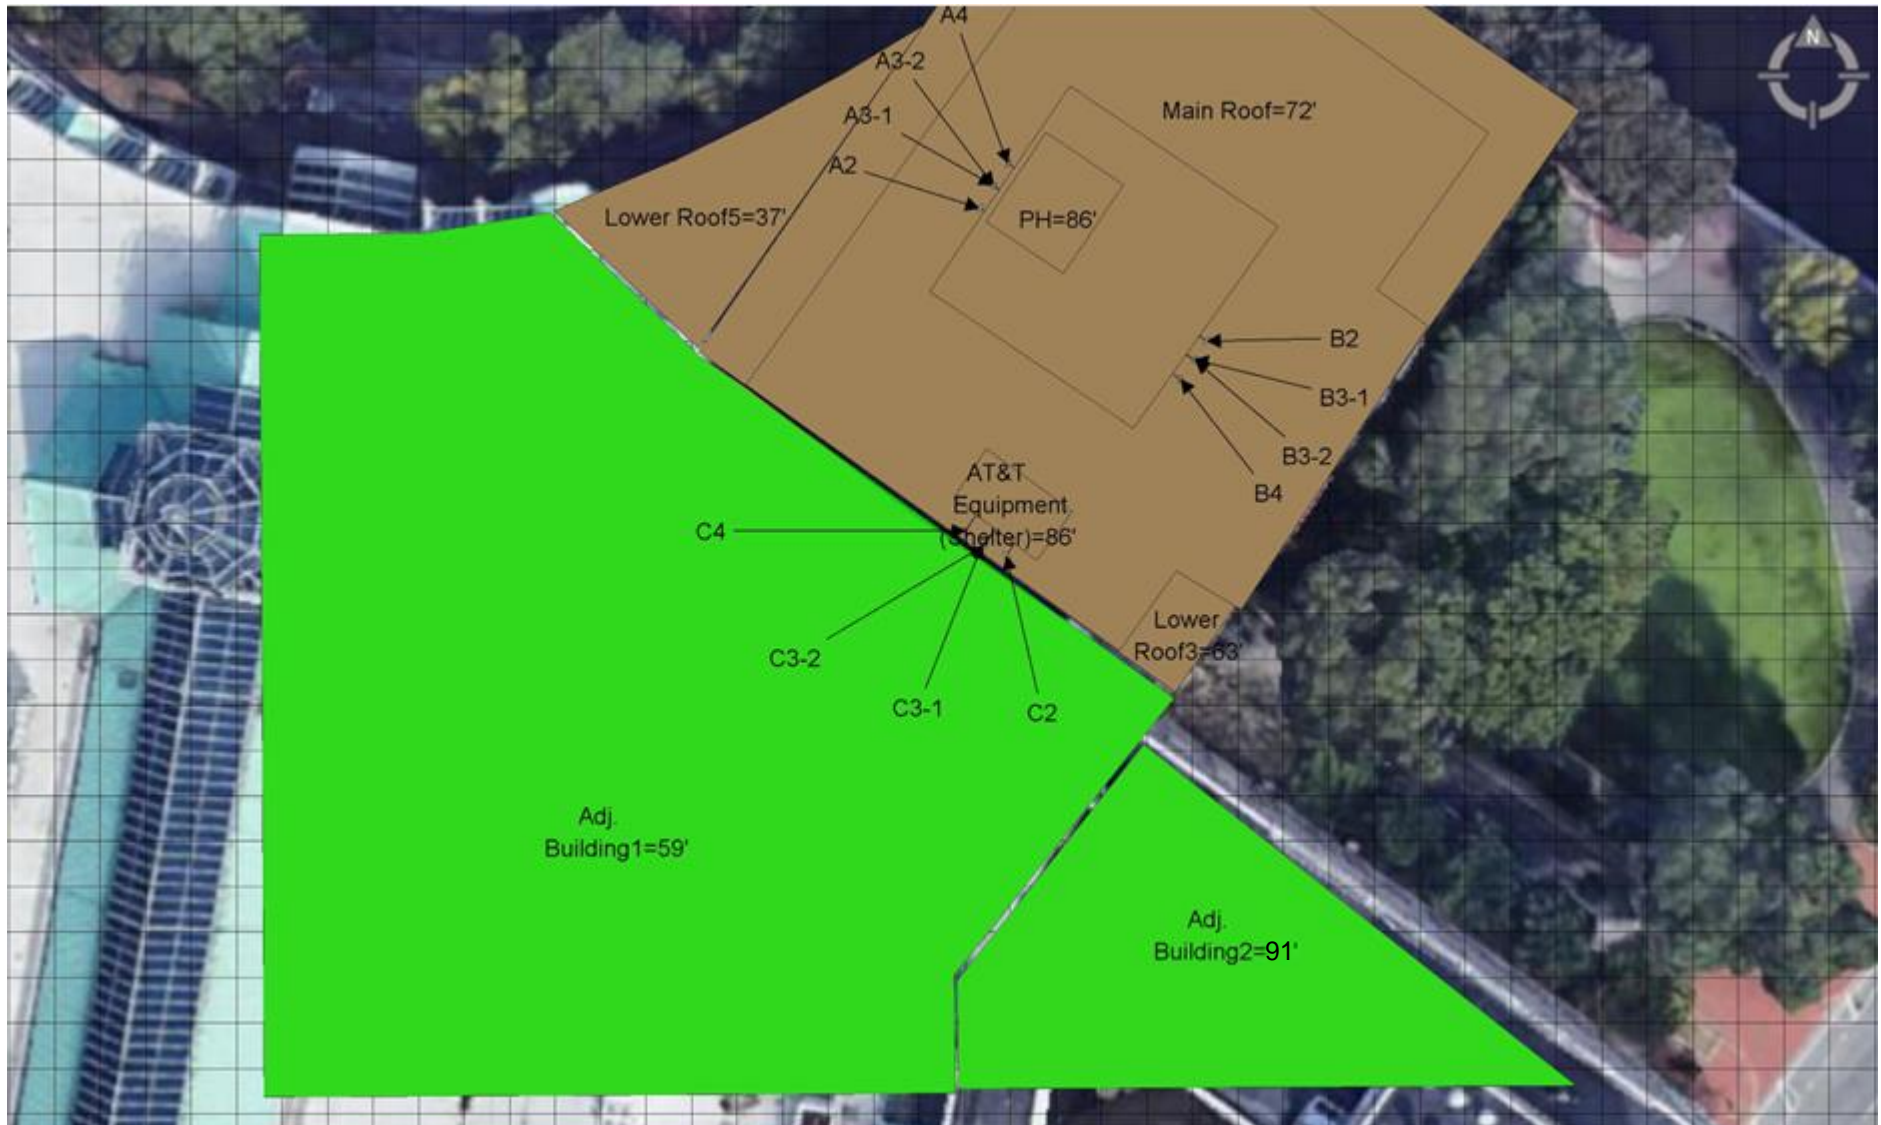 A4
N
A3-2
Main Roof=72'
A3-1
A2
Lower Roof5=37'
PH=86'
B2
B3-1
B3-2
B4
AT&T
Equipment
(Shelter)=86'
C4
Lower
Roof3=63'
C3-2
C3-1
C2
Adj.
Building1=59'
Adj.
Building2=91'